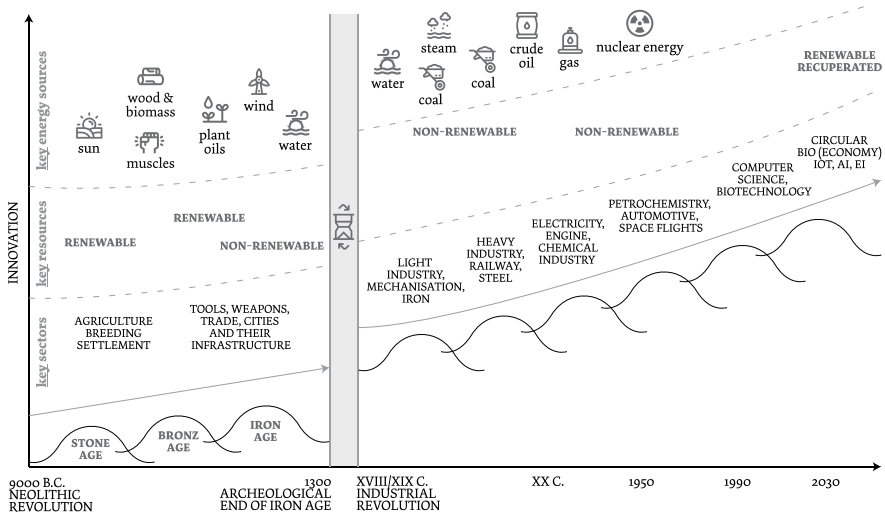 INNOVATION
key energy sources
key resources
key sectors
sun
wood &
biomass
muscles
plant
oils
wind
water
water
steam
coal
coal
crude
oil
gas
nuclear energy
RENEWABLE
RECUPERATED
RENEWABLE
RENEWABLE
NON-RENEWABLE
NON-RENEWABLE
NON-RENEWABLE
AGRICULTURE
BREEDING
SETTLEMENT
TOOLS, WEAPONS,
TRADE, CITIES
AND THEIR
INFRASTRUCTURE
LIGHT
INDUSTRY,
MECHANISATION,
IRON
HEAVY
INDUSTRY,
RAILWAY,
STEEL
ELECTRICITY,
ENGINE,
CHEMICAL
INDUSTRY
PETROCHEMISTRY,
AUTOMOTIVE,
SPACE FLIGHTS
COMPUTER
SCIENCE,
BIOTECHNOLOGY
CIRCULAR
BIO (ECONOMY)
IOT, AI, EI
STONE
AGE
BRONZ
AGE
IRON
AGE
9000 B.C.
NEOLITHIC
REVOLUTION
1300
ARCHEOLOGICAL
END OF IRON AGE
XVIII/XIX C.
INDUSTRIAL
REVOLUTION
XX C.
1950
1990
2030